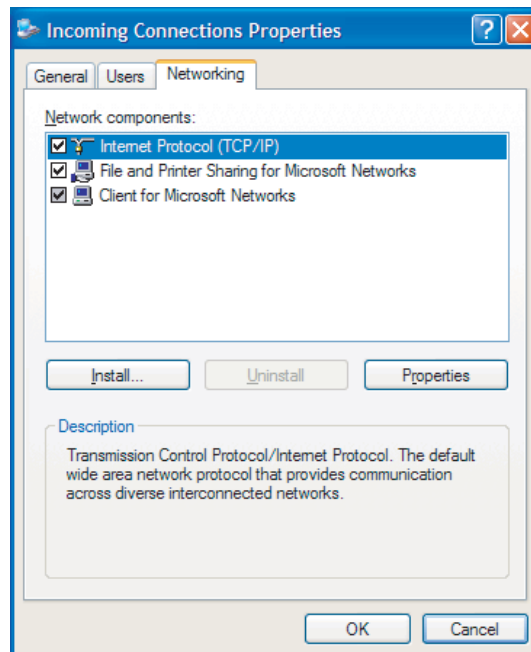 Incoming Connections Properties
General Users Networking
Network components:
Internet Protocol (TCP/IP)
File and Printer Sharing for Microsoft Networks
Client for Microsoft Networks
Install... Uninstall Properties
Description
Transmission Control Protocol/Internet Protocol. The default
wide area network protocol that provides communication
across diverse interconnected networks.
OK Cancel